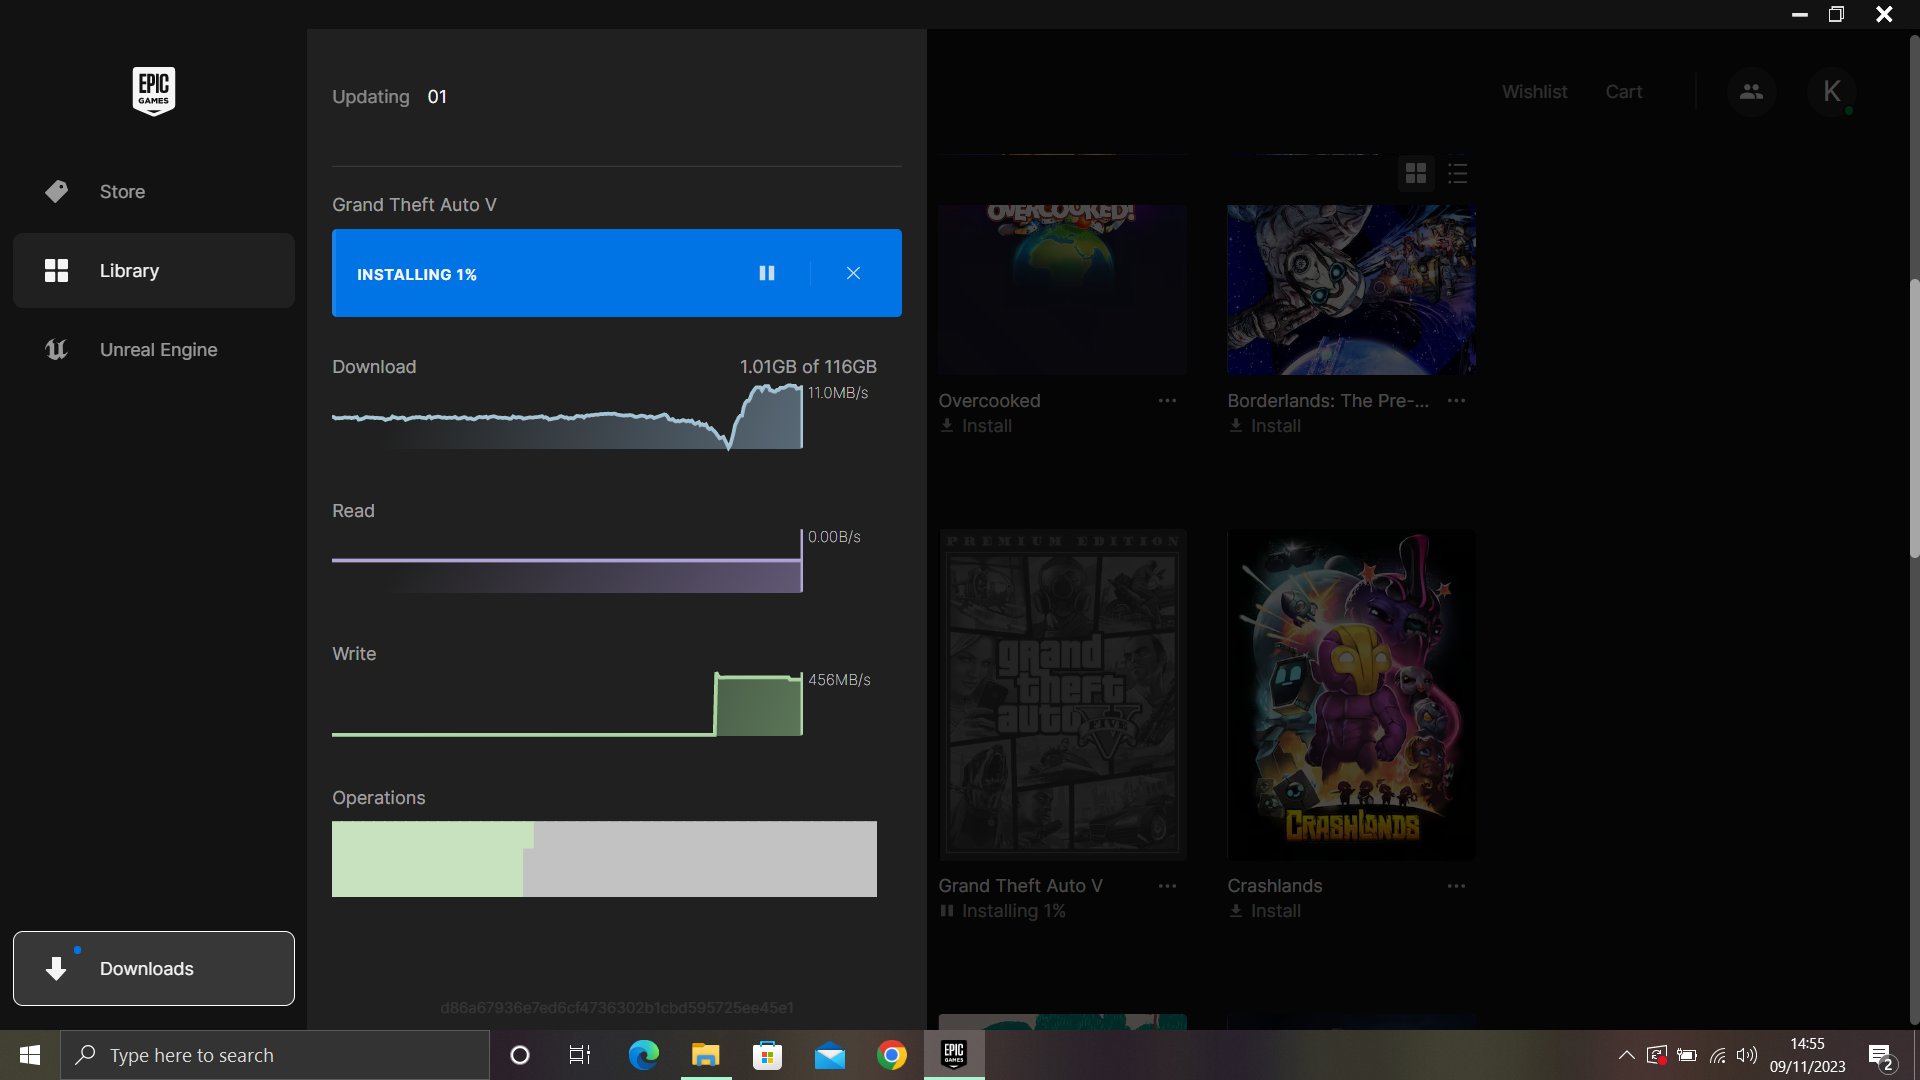 EPIC
GAMES
Store
Library
Unreal Engine
Downloads
Updating 01
Grand Theft Auto V
INSTALLING 1%
Download 1.01GB of 116GB
11.0MB/s
Read
0.00B/s
Write
456MB/s
Operations
d86a67936e7ed6cf4736302b1cbd595725ee45e1
Wishlist Cart K
OVERCOOKED!
Overcooked ...
Install
Borderlands: The Pre-... ...
Install
PREMIUM EDITION
grand
theft
auto
V
FIVE
Grand Theft Auto V ...
Installing 1%
CRASHLANDS
Crashlands ...
Install
Type here to search
EPIC
GAMES
14:55
09/11/2023
2